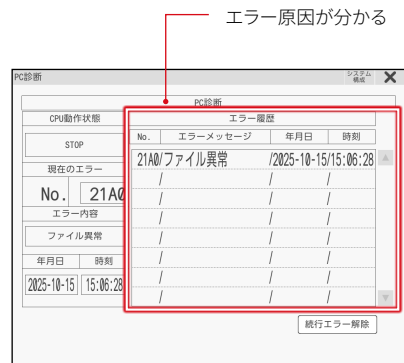 エラー原因が分かる
PC診断
システム
構成
PC診断
CPU動作状態
STOP
現在のエラー
No. 21A0
エラー内容
ファイル異常
年月日 時刻
2025-10-15 15:06:28
エラー履歴
No. エラーメッセージ 年月日 時刻
21A0/ファイル異常 /2025-10-15/15:06:28
/ / /
/ / /
/ / /
/ / /
/ / /
/ / /
/ / /
続行エラー解除